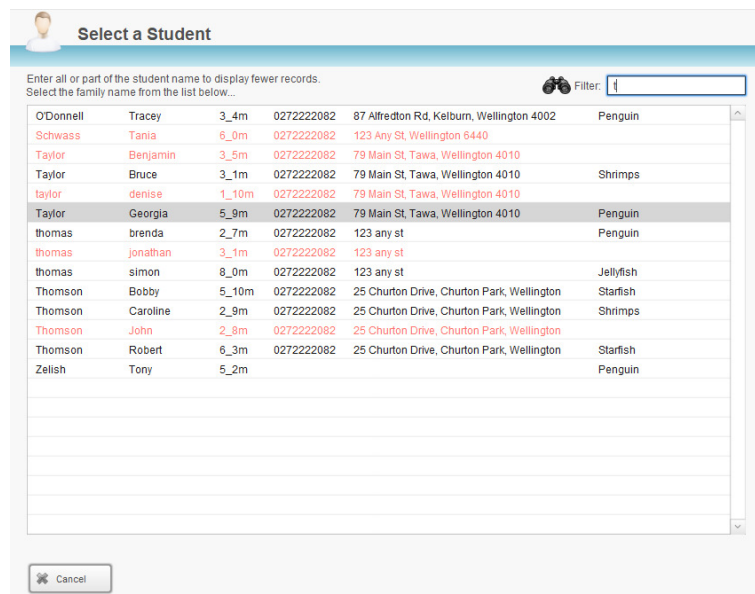 Select a Student
Enter all or part of the student name to display fewer records.
Select the family name from the list below...
Filter: t
O'Donnell Tracey 3_4m 0272222082 87 Alfredton Rd, Kelburn, Wellington 4002 Penguin
Schwass Tania 6_0m 0272222082 123 Any St, Wellington 6440
Taylor Benjamin 3_5m 0272222082 79 Main St, Tawa, Wellington 4010
Taylor Bruce 3_1m 0272222082 79 Main St, Tawa, Wellington 4010 Shrimps
taylor denise 1_10m 0272222082 79 Main St, Tawa, Wellington 4010
Taylor Georgia 5_9m 0272222082 79 Main St, Tawa, Wellington 4010 Penguin
thomas brenda 2_7m 0272222082 123 any st Penguin
thomas jonathan 3_1m 0272222082 123 any st
thomas simon 8_0m 0272222082 123 any st Jellyfish
Thomson Bobby 5_10m 0272222082 25 Churton Drive, Churton Park, Wellington Starfish
Thomson Caroline 2_9m 0272222082 25 Churton Drive, Churton Park, Wellington Shrimps
Thomson John 2_8m 0272222082 25 Churton Drive, Churton Park, Wellington
Thomson Robert 6_3m 0272222082 25 Churton Drive, Churton Park, Wellington Starfish
Zelish Tony 5_2m Penguin
Cancel